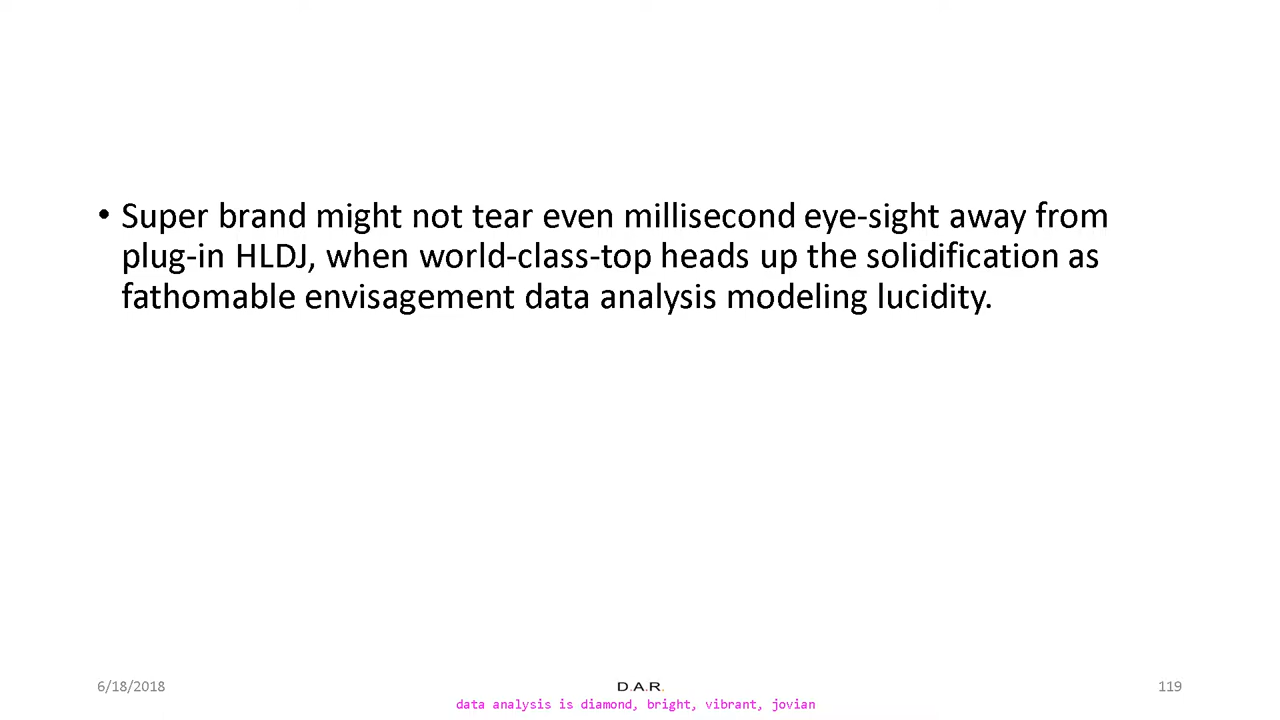 • Super brand might not tear even millisecond eye-sight away from
plug-in HLDJ, when world-class-top heads up the solidification as
fathomable envisagement data analysis modeling lucidity.
6/18/2018
D.A.R.
119
data analysis is diamond, bright, vibrant, jovian